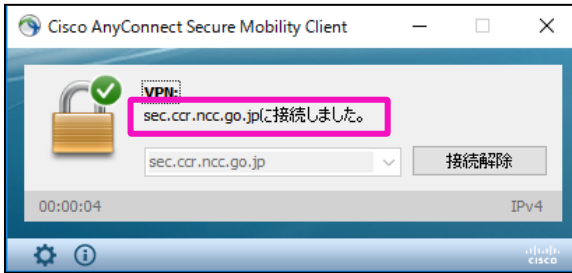 Cisco AnyConnect Secure Mobility Client
VPN:
sec.ccr.ncc.go.jpに接続しました。
sec.ccr.ncc.go.jp
接続解除
00:00:04
IPv4
cisco